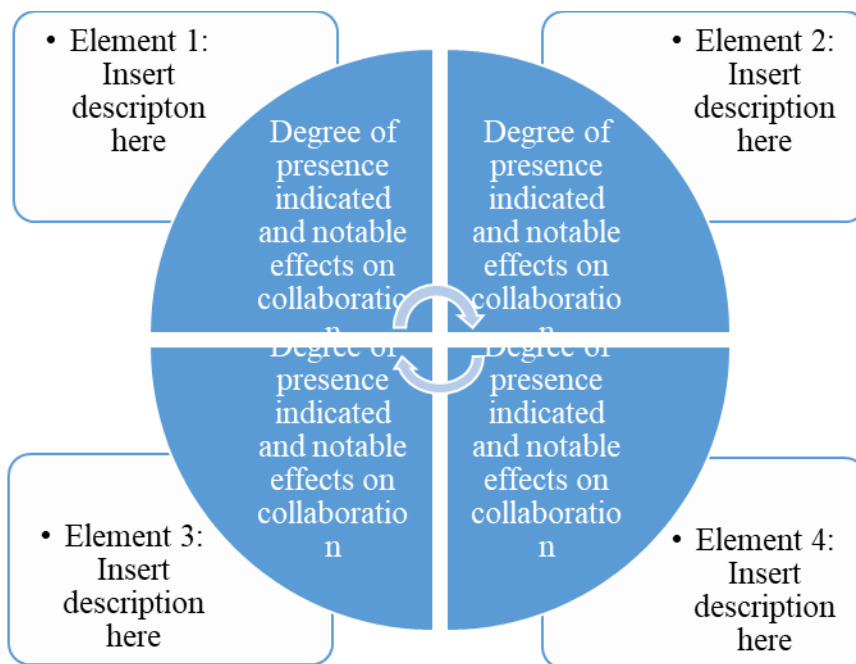 • Element 1:
Insert
descripton
here
• Element 2:
Insert
description
here
Degree of
presence
indicated
and notable
effects on
collaboratio
n
Degree of
presence
indicated
and notable
effects on
collaboratio
n
Degree of
presence
indicated
and notable
effects on
collaboratio
n
Degree of
presence
indicated
and notable
effects on
collaboratio
n
• Element 3:
Insert
description
here
• Element 4:
Insert
description
here